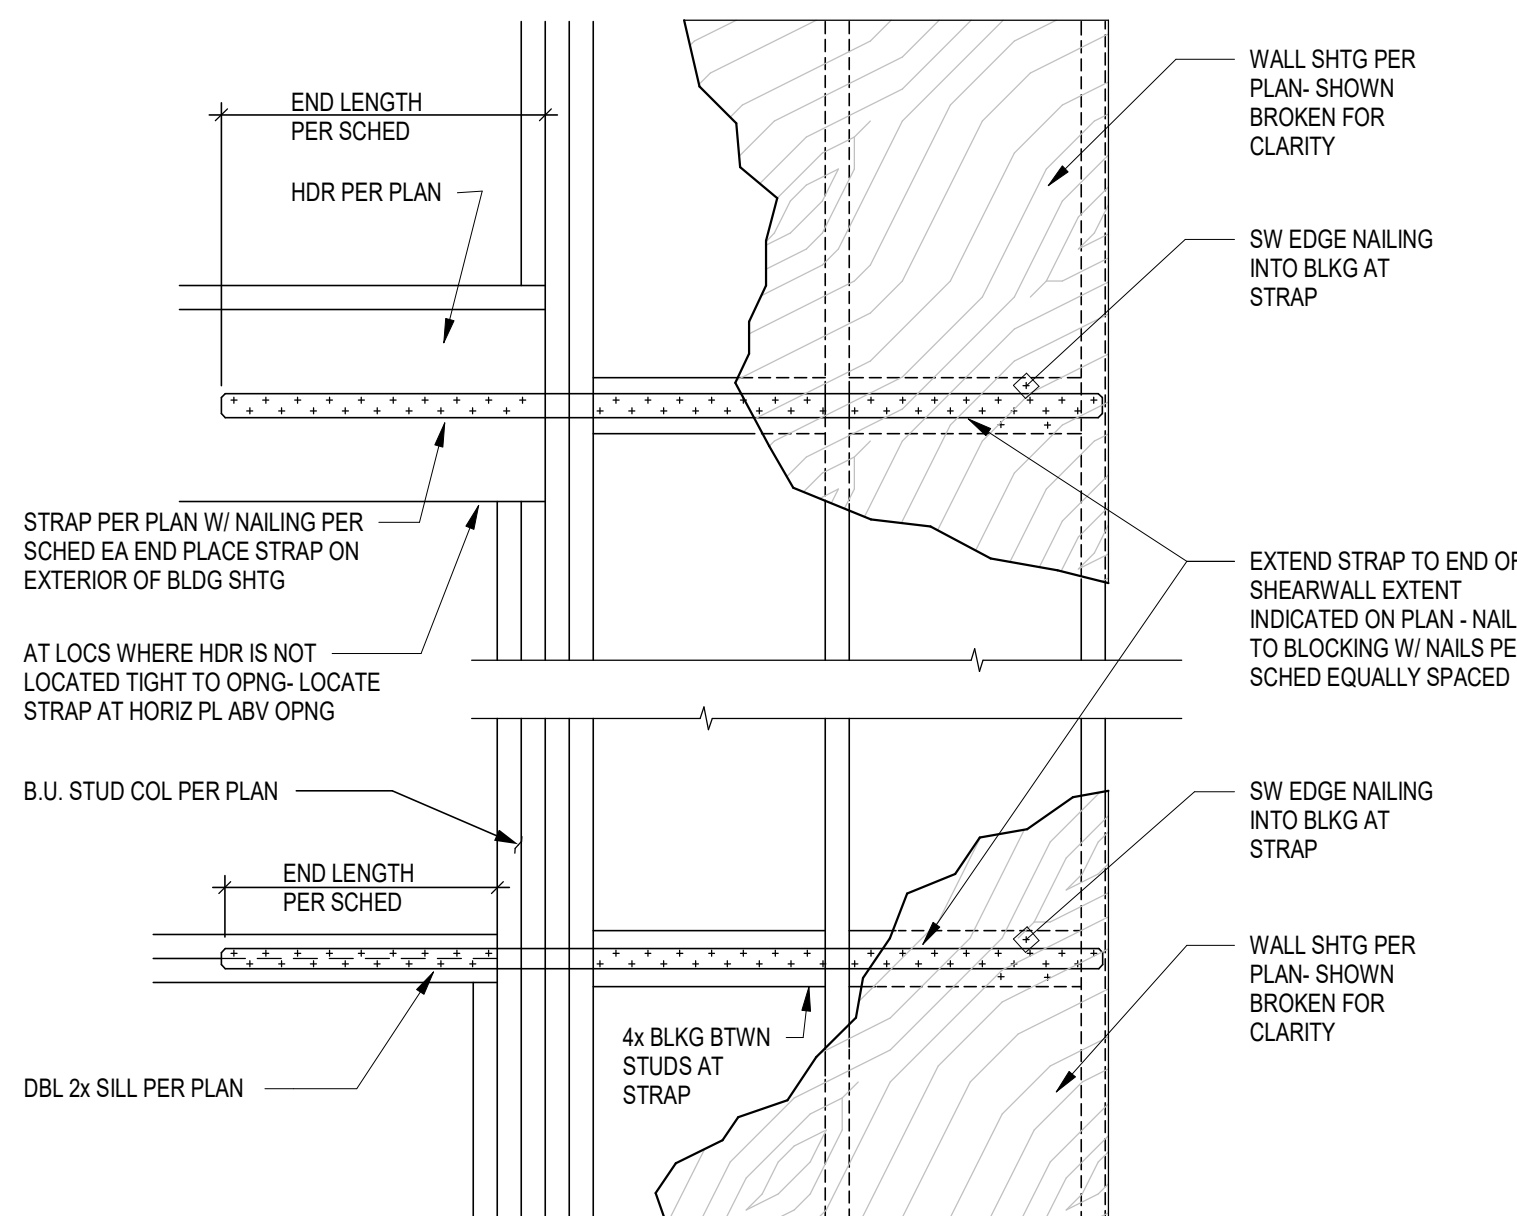 END LENGTH
PER SCHED
HDR PER PLAN
WALL SHTG PER
PLAN- SHOWN
BROKEN FOR
CLARITY
SW EDGE NAILING
INTO BLKG AT
STRAP
STRAP PER PLAN W/ NAILING PER
SCHED EA END PLACE STRAP ON
EXTERIOR OF BLDG SHTG
AT LOCS WHERE HDR IS NOT
LOCATED TIGHT TO OPNG- LOCATE
STRAP AT HORIZ PL ABV OPNG
EXTEND STRAP TO END OF
SHEARWALL EXTENT
INDICATED ON PLAN - NAIL
TO BLOCKING W/ NAILS PE
SCHED EQUALLY SPACED
B.U. STUD COL PER PLAN
END LENGTH
PER SCHED
SW EDGE NAILING
INTO BLKG AT
STRAP
WALL SHTG PER
PLAN- SHOWN
BROKEN FOR
CLARITY
4x BLKG BTWN
STUDS AT
STRAP
DBL 2x SILL PER PLAN